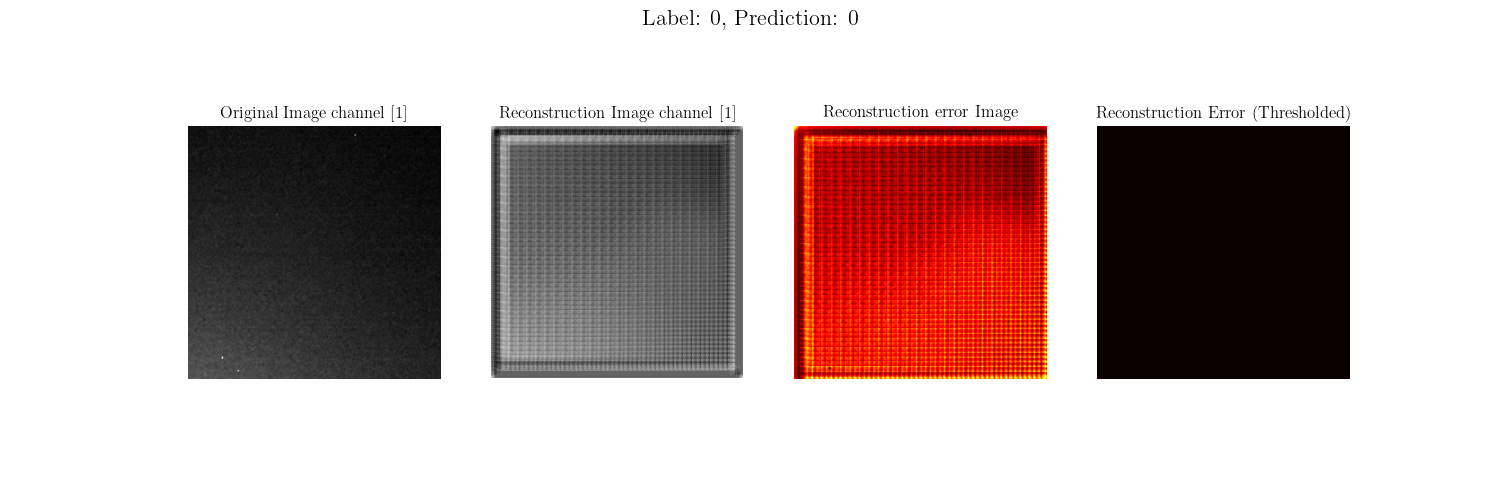 Label: 0, Prediction: 0
Original Image channel [1]
Reconstruction Image channel [1]
Reconstruction error Image
Reconstruction Error (Thresholded)